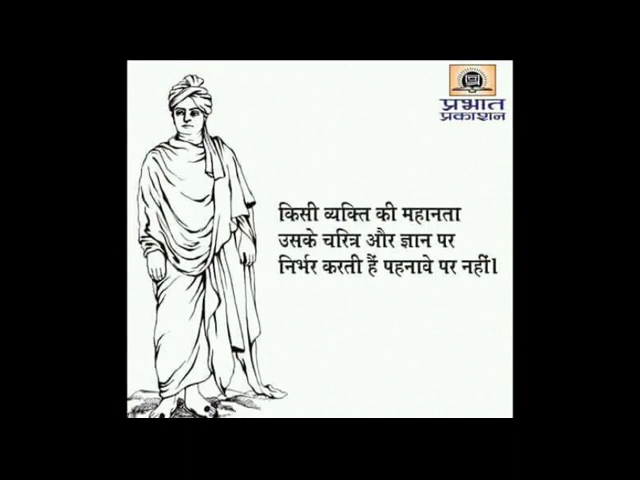 प्रभात
प्रकाशन
किसी व्यक्ति की महानता
उसके चरित्र और ज्ञान पर
निर्भर करती हैं पहनावे पर नहीं।